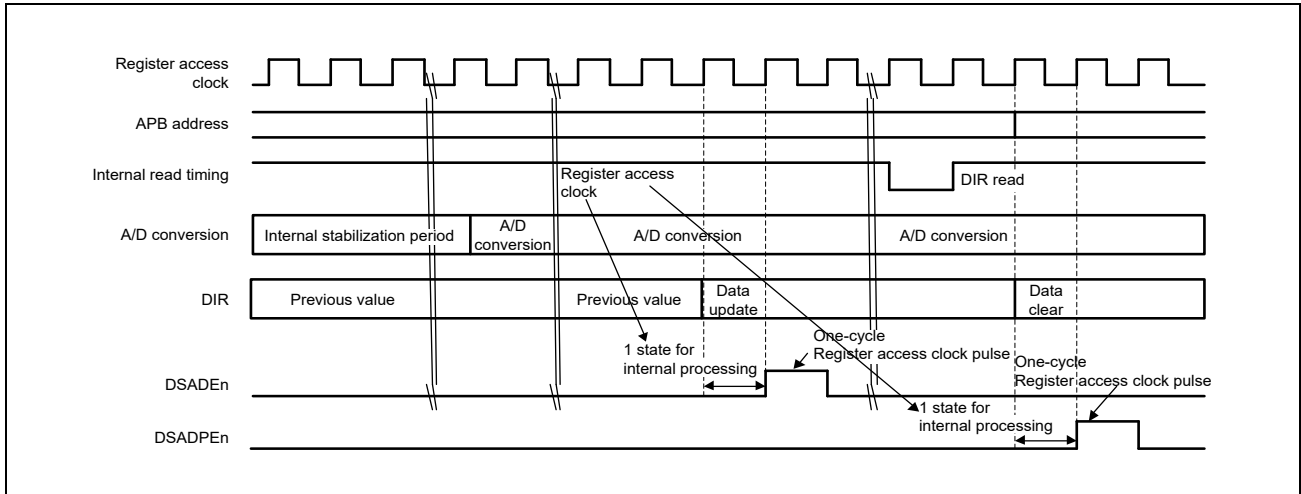 Register access
clock
APB address
Internal read timing
Register access
clock
DIR read
A/D conversion
Internal stabilization period
A/D
conversion
A/D conversion
A/D conversion
DIR
Previous value
Previous value
Data
update
Data
clear
1 state for
internal processing
One-cycle
Register access clock pulse
One-cycle
Register access clock pulse
DSADEn
1 state for
internal processing
DSADPEn